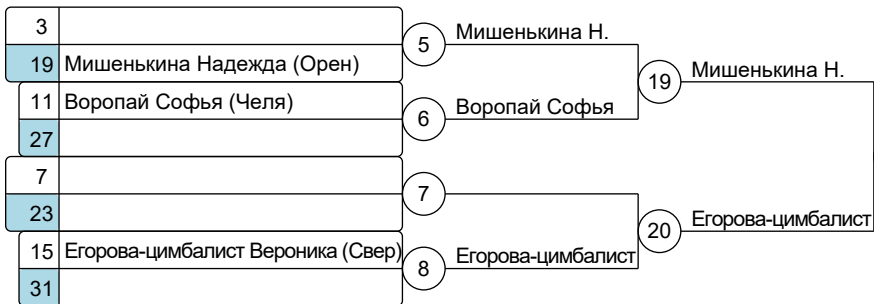 3
5 Мишенькина Н.
19 Мишенькина Надежда (Орен)
19 Мишенькина Н.
11 Воропай Софья (Челя)
6 Воропай Софья
27
7
7
23
20 Егорова-цимбалист
15 Егорова-цимбалист Вероника (Свер)
8 Егорова-цимбалист
31